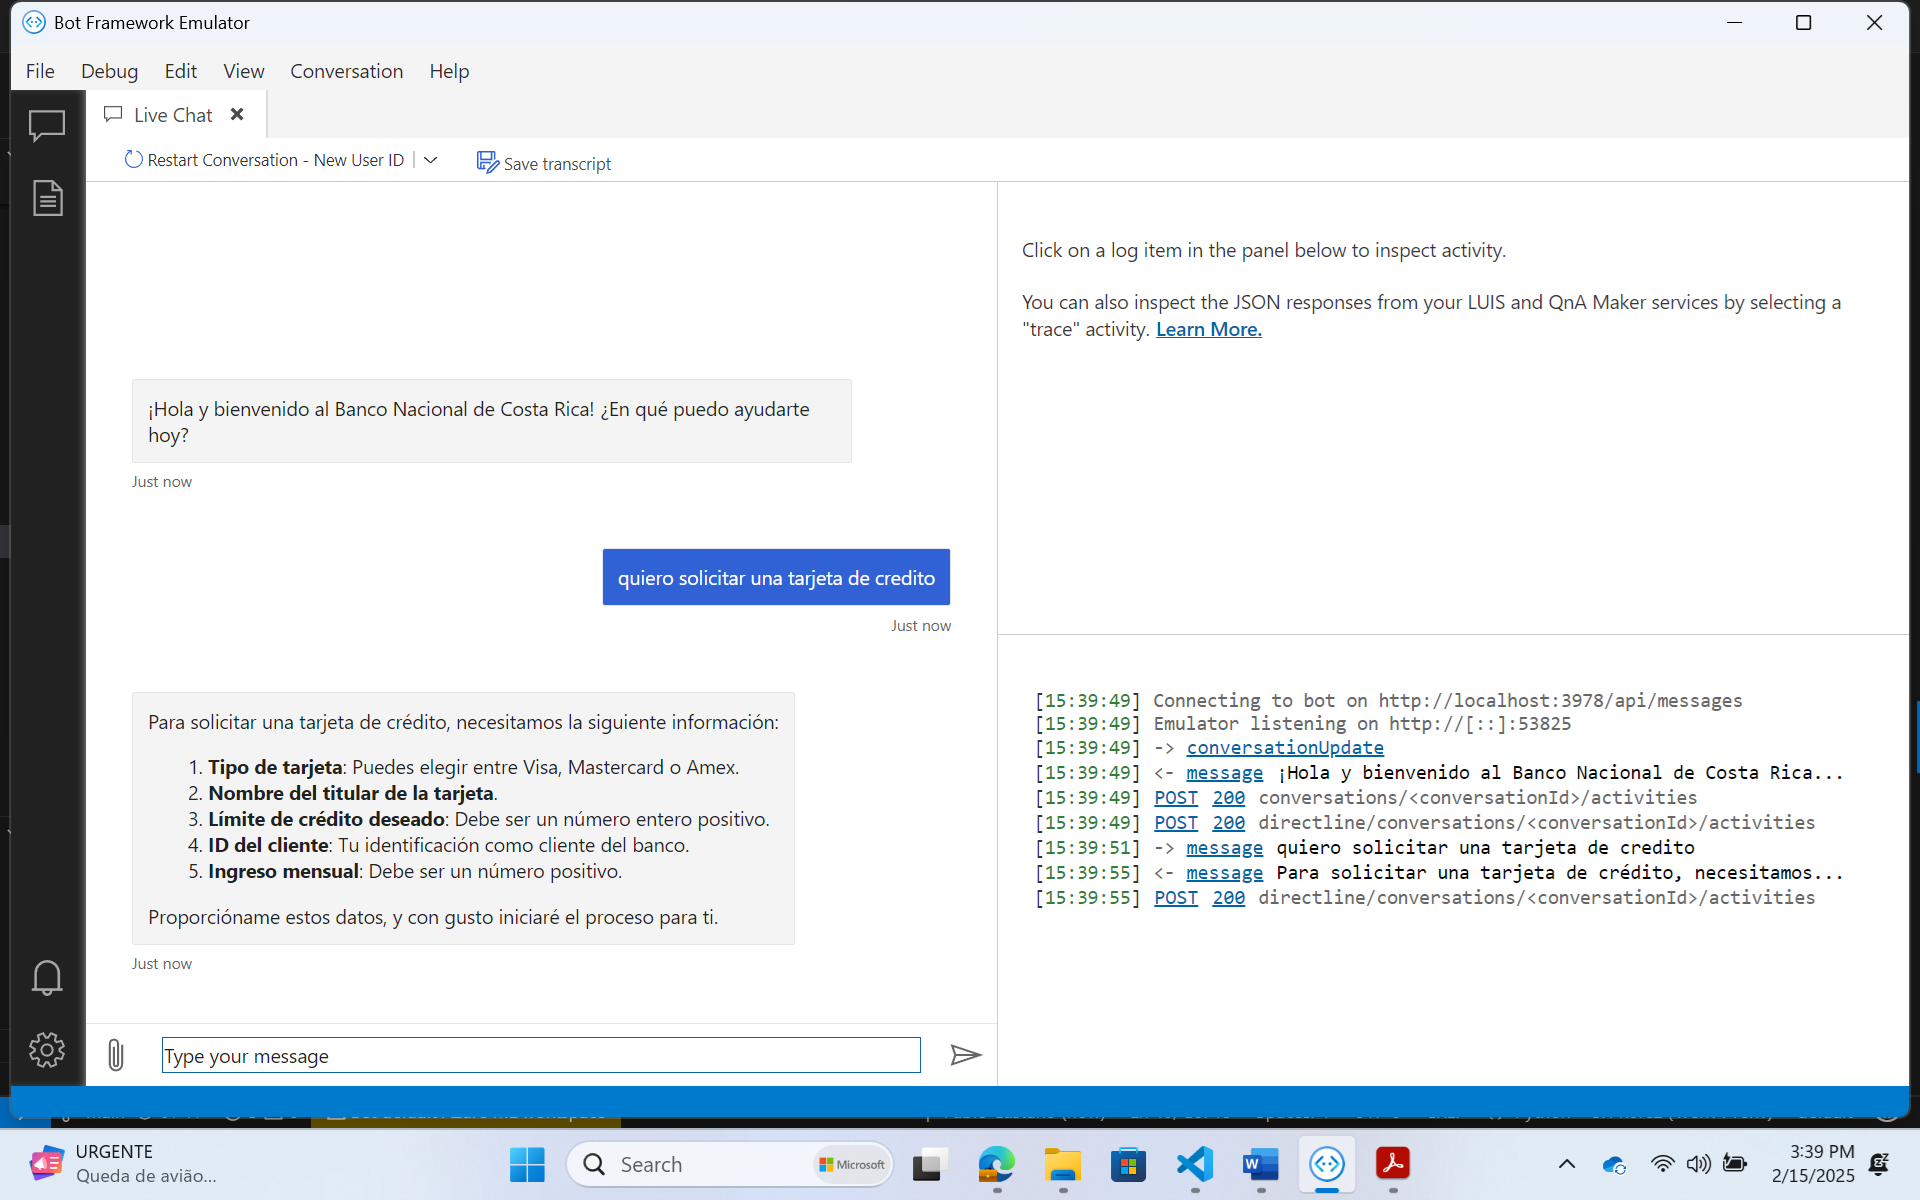 Bot Framework Emulator
File Debug Edit View Conversation Help
Live Chat
Restart Conversation - New User ID
Save transcript
¡Hola y bienvenido al Banco Nacional de Costa Rica! ¿En qué puedo ayudarte
hoy?
Just now
quiero solicitar una tarjeta de credito
Just now
Para solicitar una tarjeta de crédito, necesitamos la siguiente información:
1. Tipo de tarjeta: Puedes elegir entre Visa, Mastercard o Amex.
2. Nombre del titular de la tarjeta.
3. Límite de crédito deseado: Debe ser un número entero positivo.
4. ID del cliente: Tu identificación como cliente del banco.
5. Ingreso mensual: Debe ser un número positivo.
Proporcióname estos datos, y con gusto iniciaré el proceso para ti.
Just now
Type your message
Click on a log item in the panel below to inspect activity.
You can also inspect the JSON responses from your LUIS and QnA Maker services by selecting a
"trace" activity. Learn More.
[15:39:49] Connecting to bot on http://localhost:3978/api/messages
[15:39:49] Emulator listening on http://[::]:53825
[15:39:49] -> conversationUpdate
[15:39:49] <- message ¡Hola y bienvenido al Banco Nacional de Costa Rica...
[15:39:49] POST 200 conversations/<conversationId>/activities
[15:39:49] POST 200 directline/conversations/<conversationId>/activities
[15:39:51] -> message quiero solicitar una tarjeta de credito
[15:39:55] <- message Para solicitar una tarjeta de crédito, necesitamos...
[15:39:55] POST 200 directline/conversations/<conversationId>/activities
URGENTE
Queda de avião...
Search
Microsoft
3:39 PM
2/15/2025